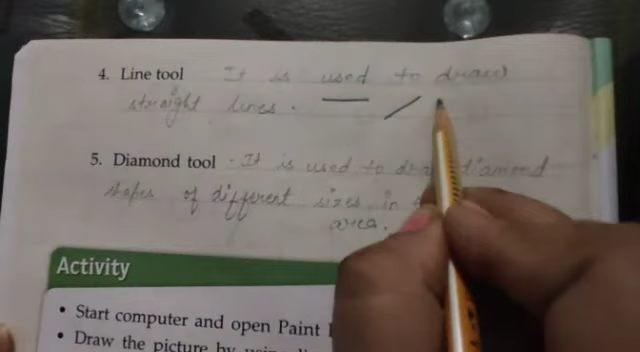 4. Line tool It is used to draw
straight lines.
5. Diamond tool - It is used to draw diamond
shapes of different sizes in
area.
Activity
• Start computer and open Paint
• Draw the picture by using